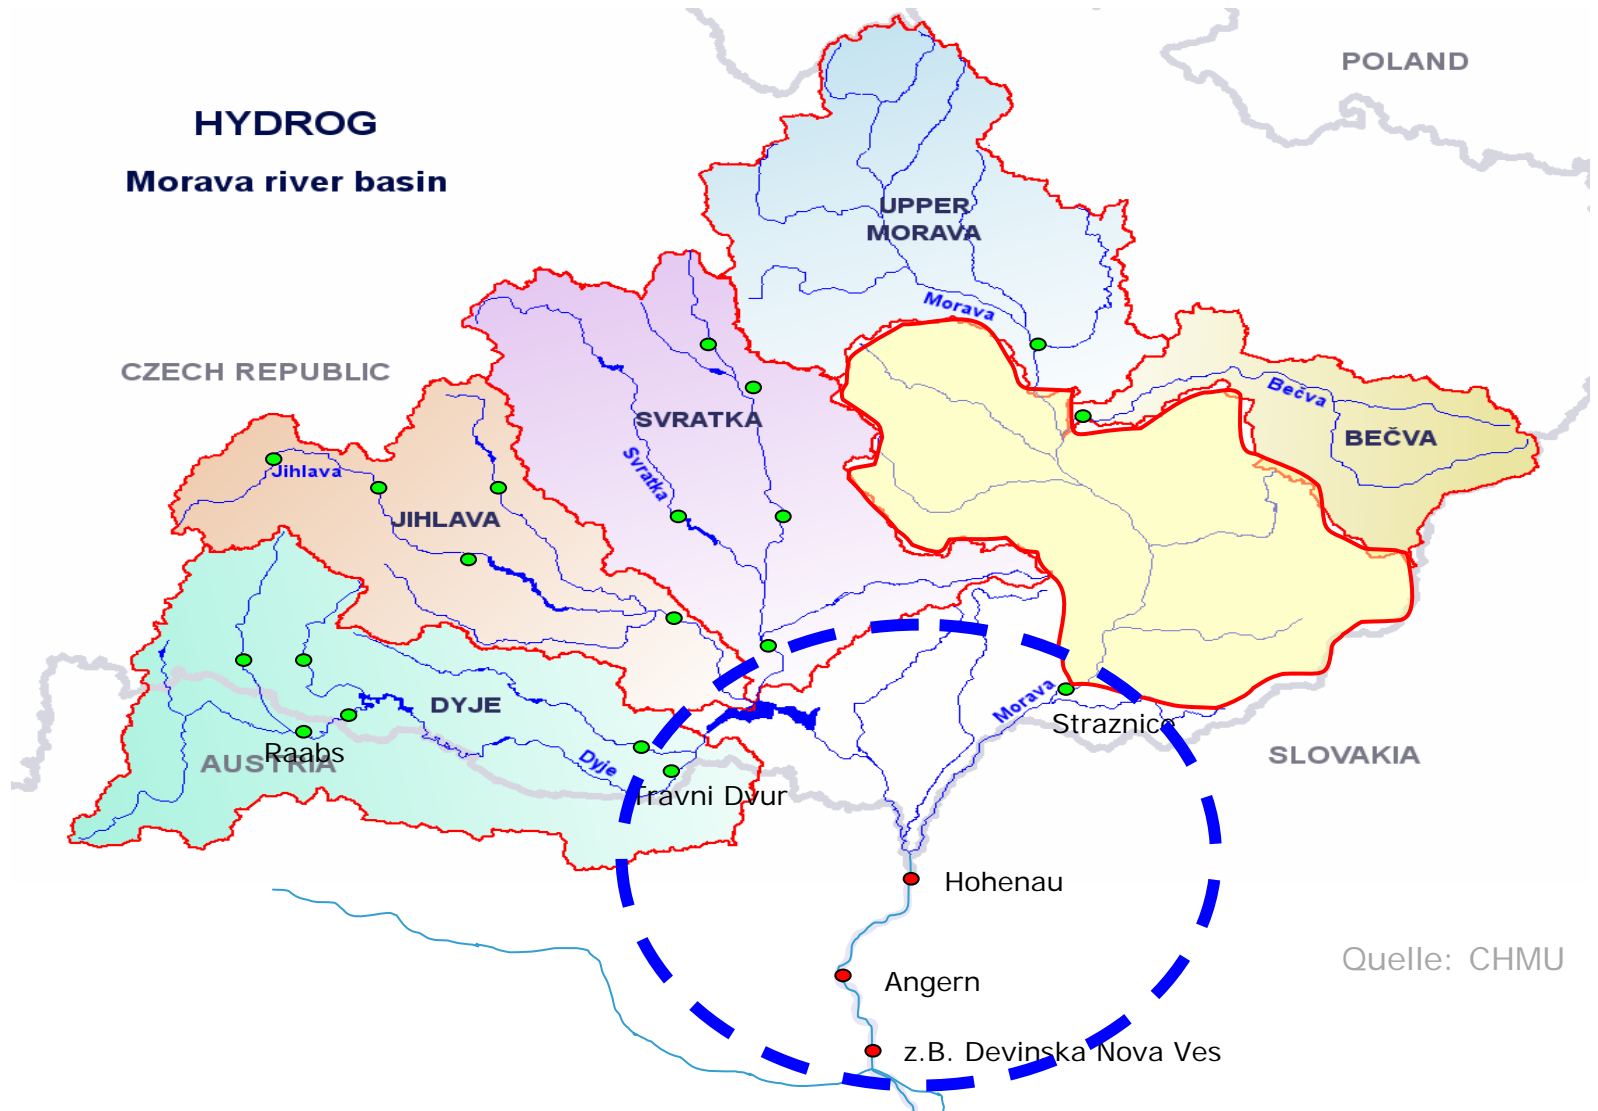 POLAND
HYDROG
Morava river basin
UPPER
MORAVA
Morava
CZECH REPUBLIC
Bečva
SVRATKA
BEČVA
Svratka
Jihlava
JIHLAVA
DYJE
Morava
Straznice
Raabs
AUSTRIA
Dyje
SLOVAKIA
Travni Dvur
Hohenau
Quelle: CHMU
Angern
z.B. Devinska Nova Ves